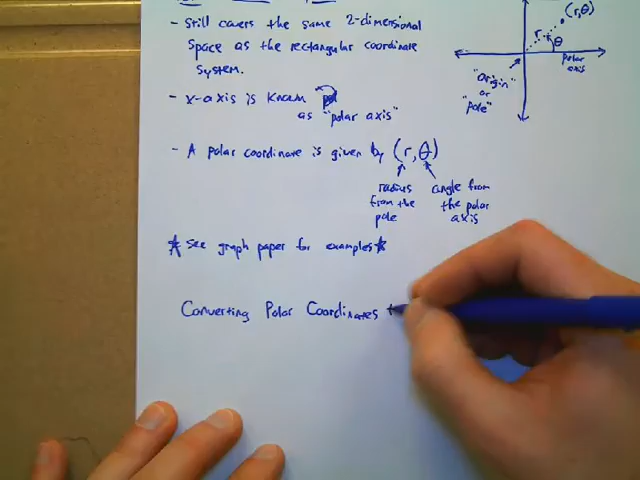 - Still covers the same 2-dimensional
space as the rectangular coordinate
system.
- x-axis is known
as "polar axis"
- A polar coordinate is given by (r, θ)
radius
from the
pole
angle from
the polar
axis
* See graph paper for examples *
Converting Polar Coordinates t
(r, θ)
r
θ
polar
axis
"origin"
or
"pole"